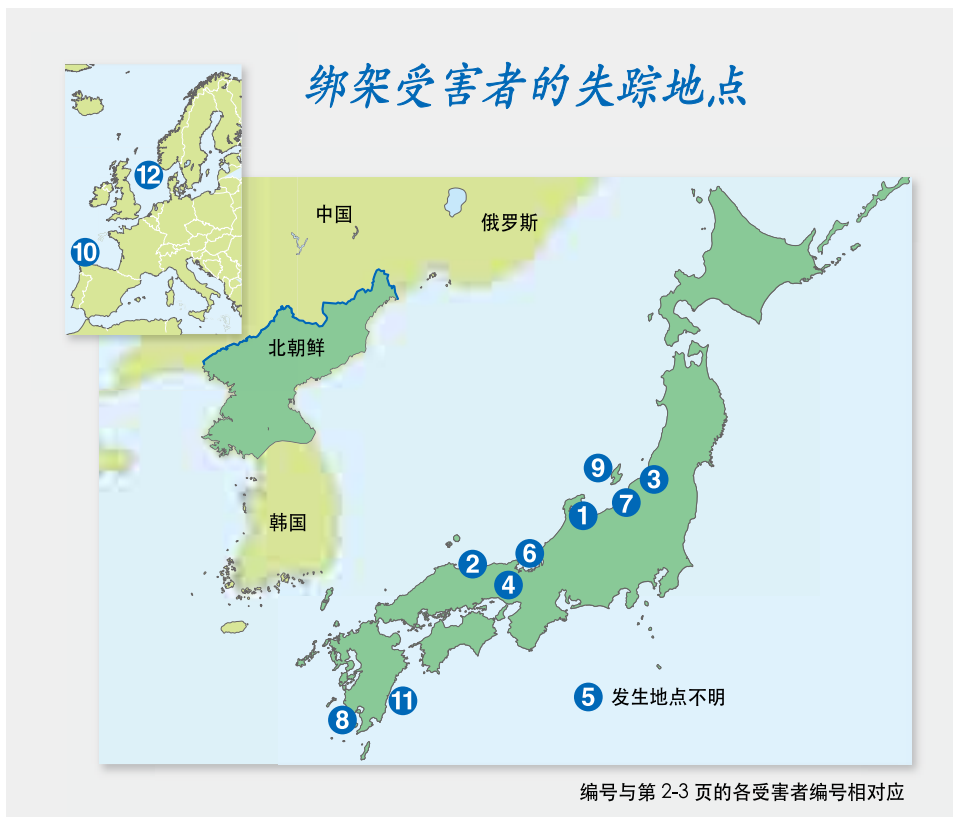 绑架受害者的失踪地点
12
10
中国
俄罗斯
北朝鲜
韩国
9
3
7
1
6
2
4
11
8
5 发生地点不明
编号与第 2-3 页的各受害者编号相对应